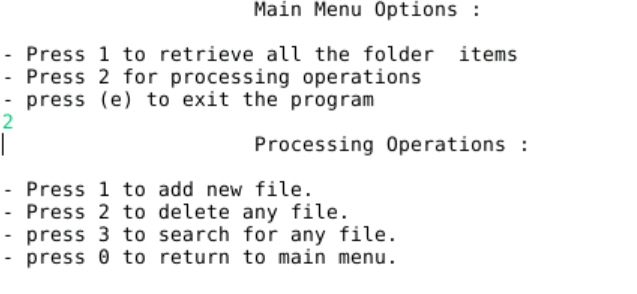 Main Menu Options :
- Press 1 to retrieve all the folder  items
- Press 2 for processing operations
- press (e) to exit the program
2
Processing Operations :
- Press 1 to add new file.
- Press 2 to delete any file.
- press 3 to search for any file.
- press 0 to return to main menu.